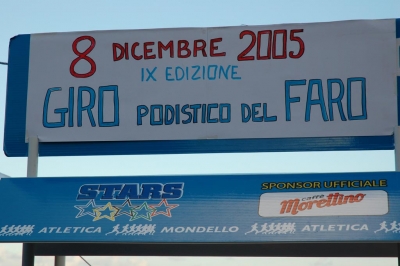 8 DICEMBRE 2005
IX EDIZIONE
GIRO PODISTICO DEL FARO
STARS
SPONSOR UFFICIALE
CAFFÈ
Morettino
ATLETICA MONDELLO ATLETICA